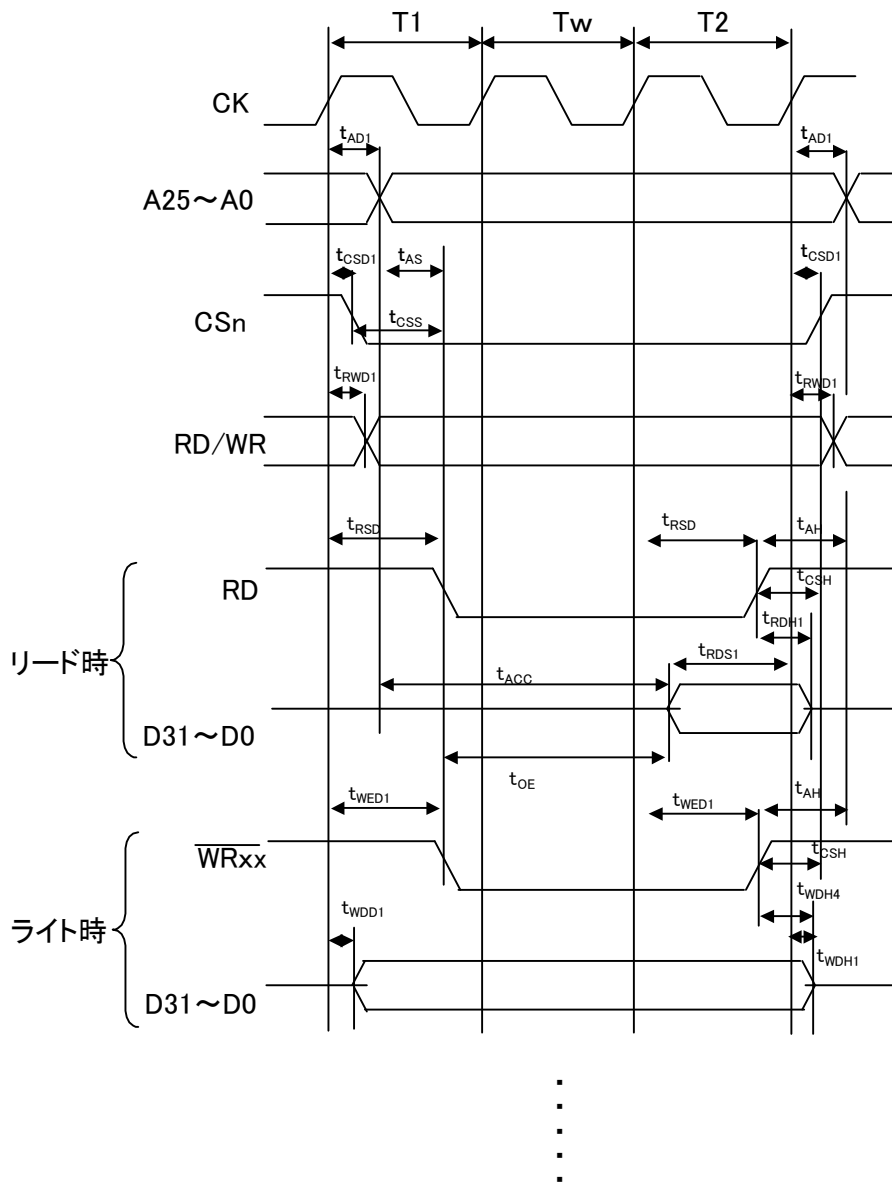 T1 Tw T2
CK
tAD1 tAD1
A25～A0
tCSD1 tAS tCSD1
CSn
tCSS
tRWD1 tRWD1
RD/WR
tRSD tRSD tAH
RD
tCSH
tRDH1
リード時
tRDS1
tACC
D31～D0
tOE
tWED1 tWED1 tAH
WRxx
tCSH
tWDH4
ライト時
tWDD1
tWDH1
D31～D0